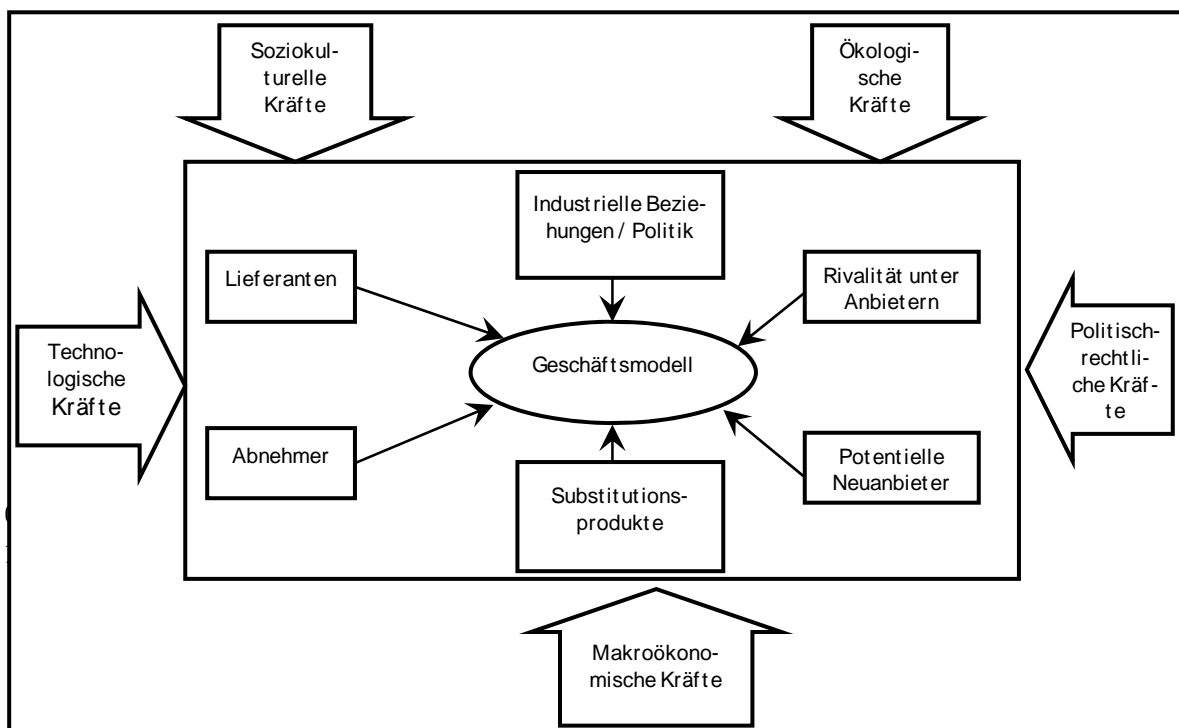 Soziokul-
turelle
Kräfte
Ökologi-
sche
Kräfte
Industrielle Bezie-
hungen / Politik
Lieferanten
Rivalität unter
Anbietern
Techno-
logische
Kräfte
Geschäftsmodell
Politisch-
rechtli-
che Kräf-
te
Abnehmer
Potentielle
Neuanbieter
Substitutions-
produkte
Makroökono-
mische Kräfte